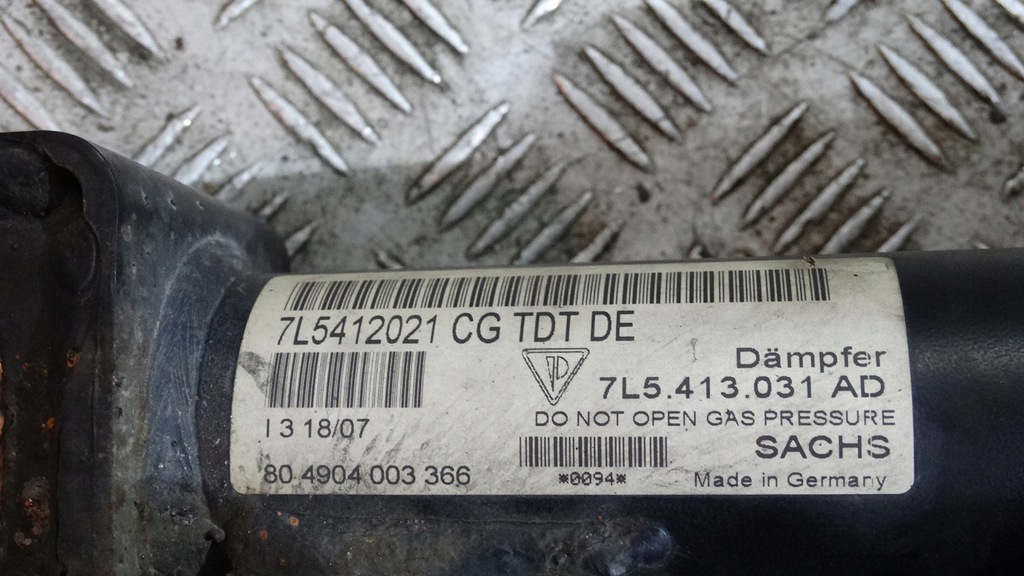 7L5412021 CG TDT DE
Dämpfer
7L5.413.031 AD
DO NOT OPEN GAS PRESSURE
I 3 18/07
SACHS
80 4904 003 366
*0094*
Made in Germany